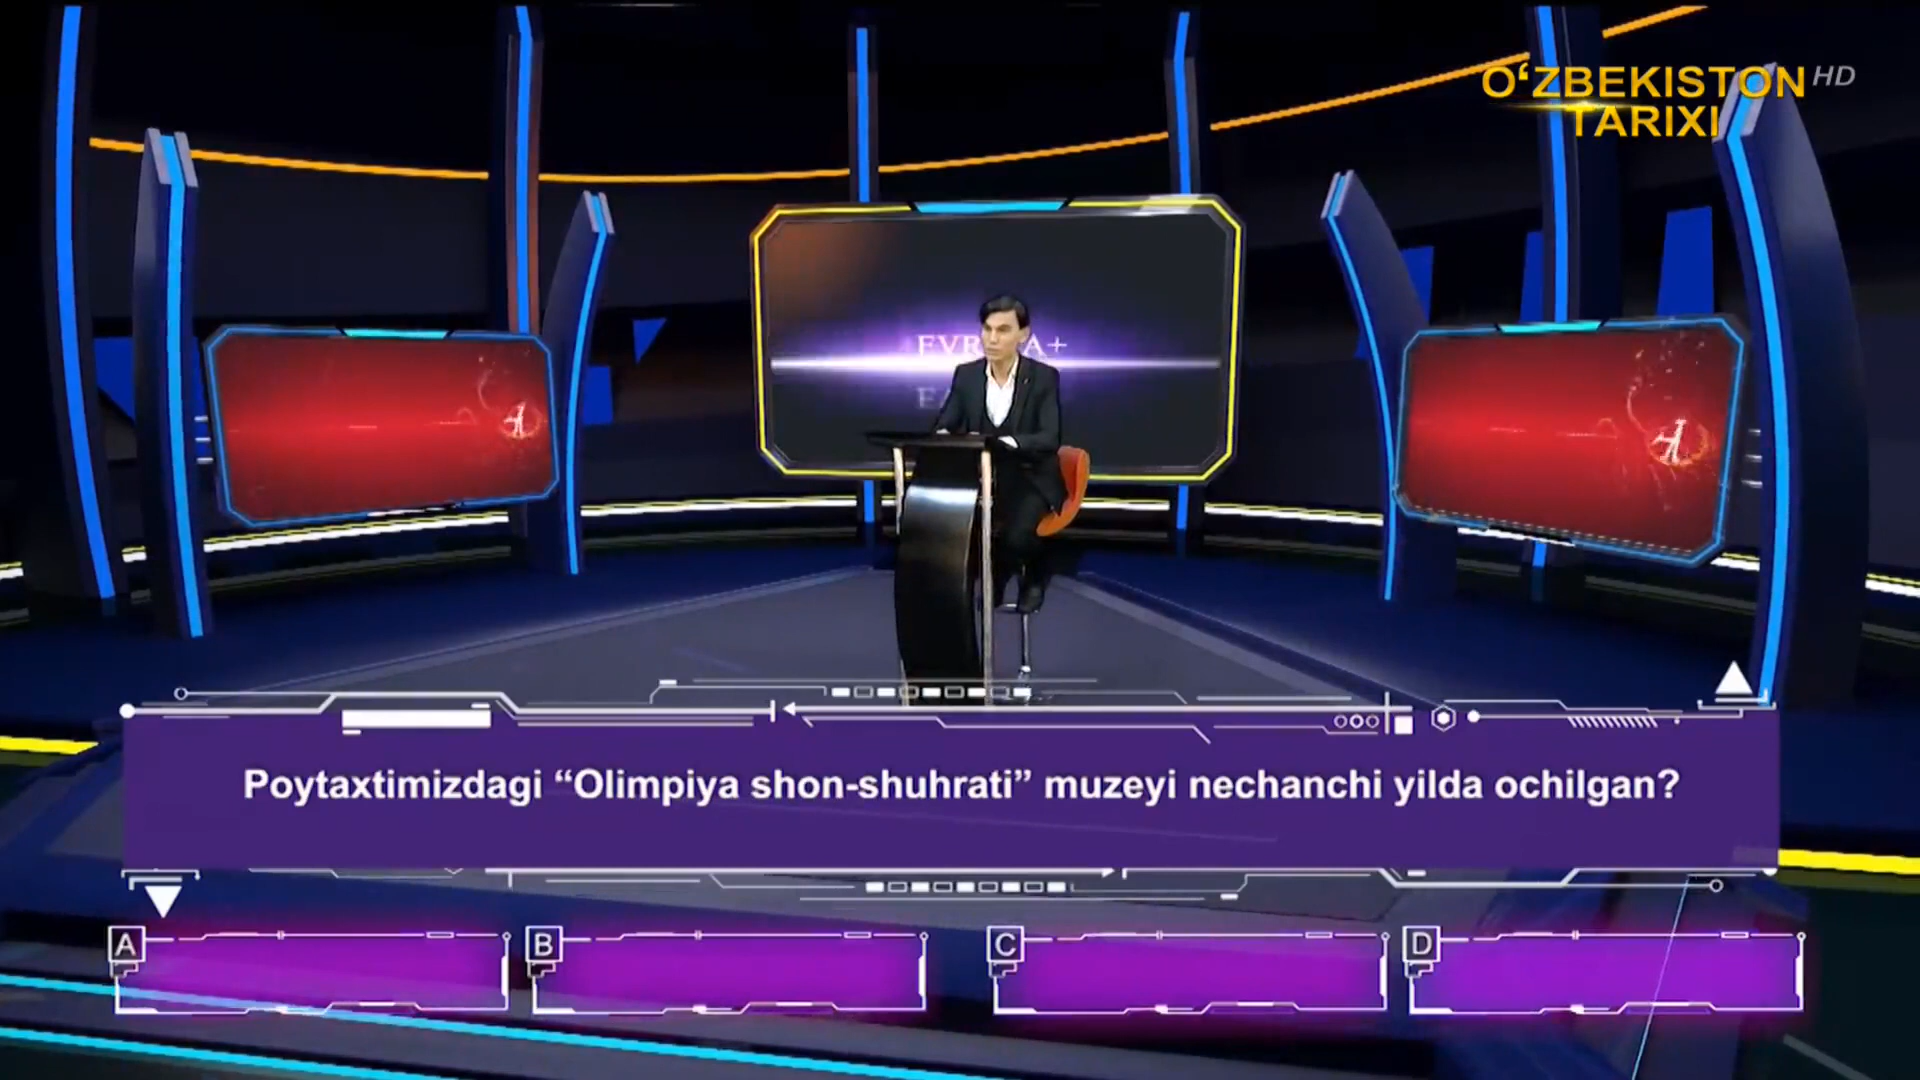 O‘ZBEKISTON HD
TARIXI
Poytaxtimizdagi “Olimpiya shon-shuhrati” muzeyi nechanchi yilda ochilgan?
A
B
C
D